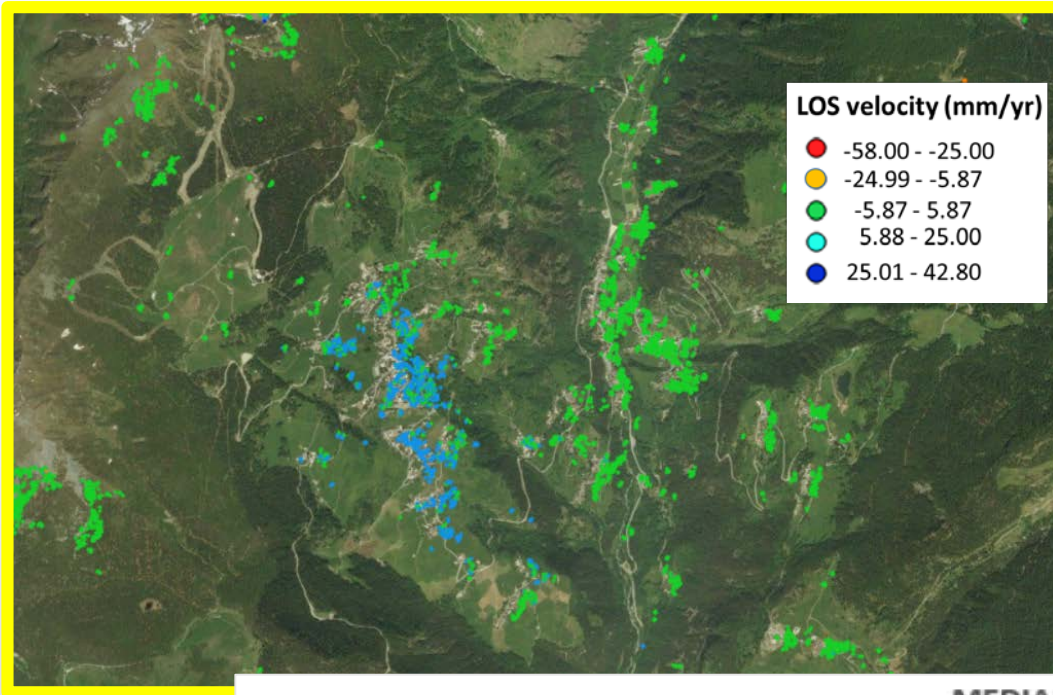 LOS velocity (mm/yr)
-58.00 - -25.00
-24.99 - -5.87
-5.87 - 5.87
5.88 - 25.00
25.01 - 42.80